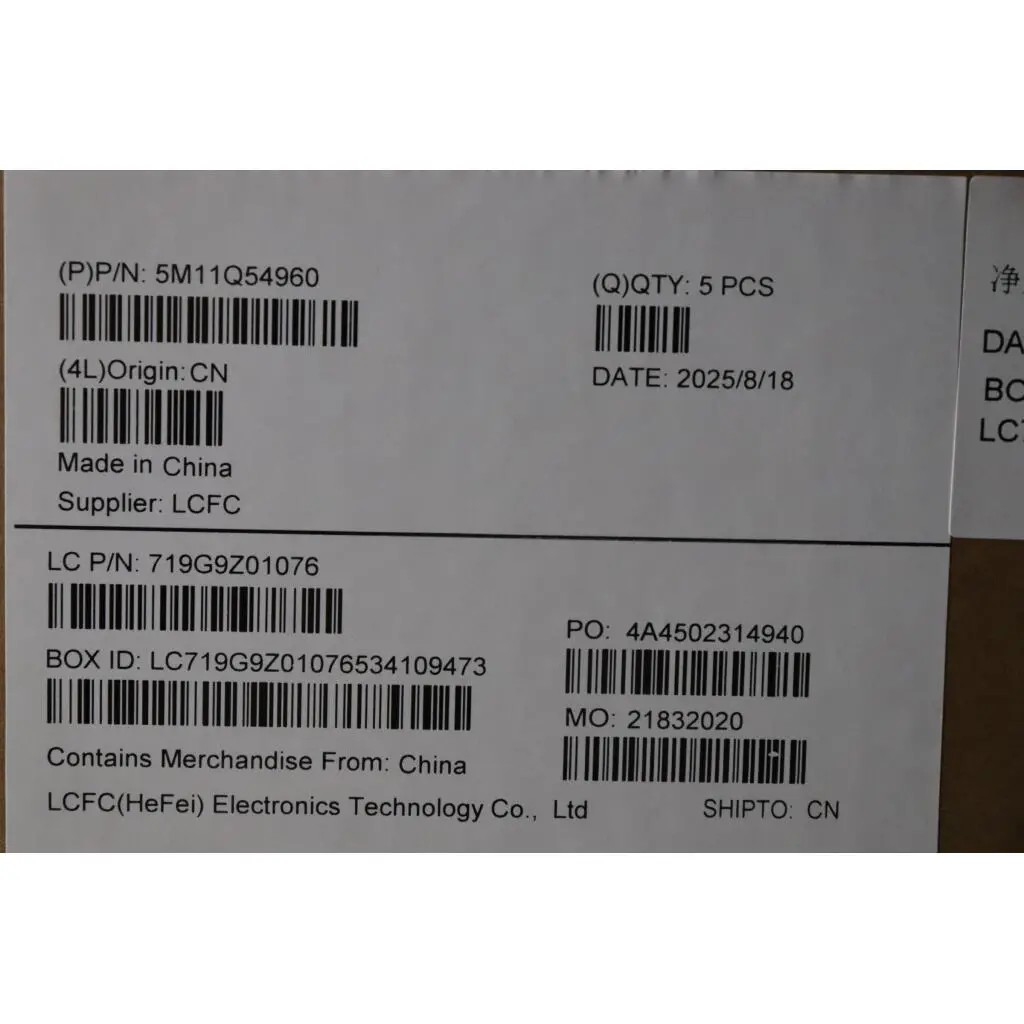 (P)P/N: 5M11Q54960
(Q)QTY: 5 PCS
(4L)Origin: CN
DATE: 2025/8/18
Made in China
Supplier: LCFC
LC P/N: 719G9Z01076
PO: 4A4502314940
BOX ID: LC719G9Z01076534109473
MO: 21832020
Contains Merchandise From: China
LCFC(HeFei) Electronics Technology Co., Ltd
SHIPTO: CN
净
DA
BO
LC7